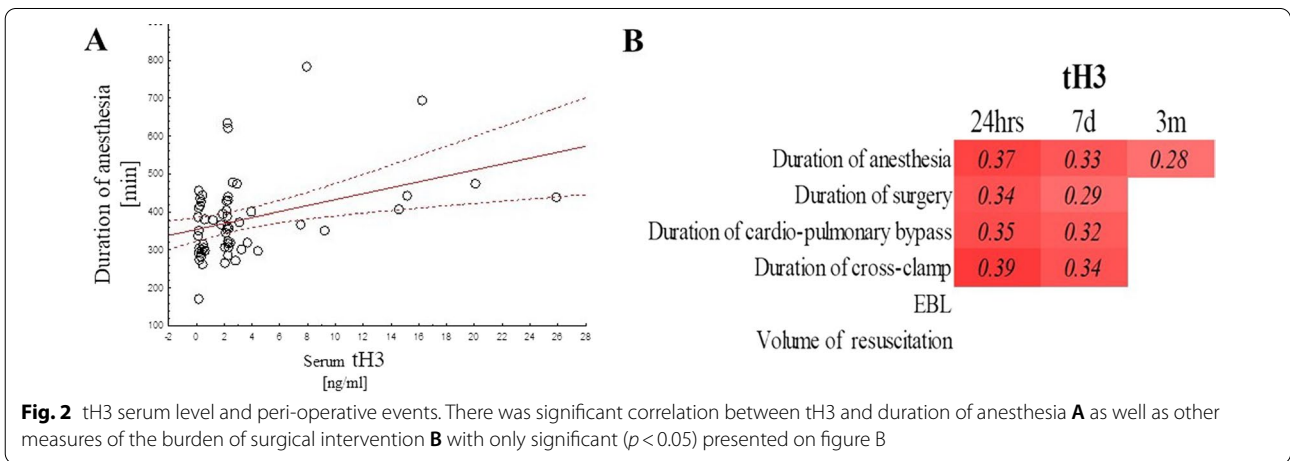 A
900
800
700
600
500
400
300
200
100
Duration of anesthesia
[min]
-2 0 2 4 6 8 10 12 14 16 18 20 22 24 26 28
Serum tH3
[ng/ml]
B
tH3
24hrs 7d 3m
Duration of anesthesia 0.37 0.33 0.28
Duration of surgery 0.34 0.29
Duration of cardio-pulmonary bypass 0.35 0.32
Duration of cross-clamp 0.39 0.34
EBL
Volume of resuscitation
Fig. 2 tH3 serum level and peri-operative events. There was significant correlation between tH3 and duration of anesthesia A as well as other
measures of the burden of surgical intervention B with only significant (p < 0.05) presented on figure B